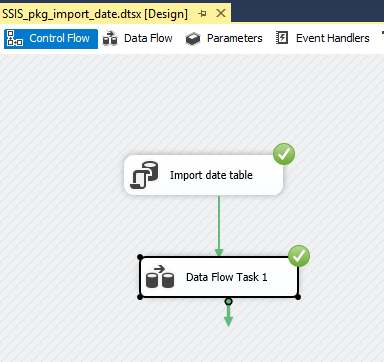 SSIS_pkg_import_date.dtsx [Design]
Control Flow Data Flow Parameters Event Handlers
Import date table
Data Flow Task 1